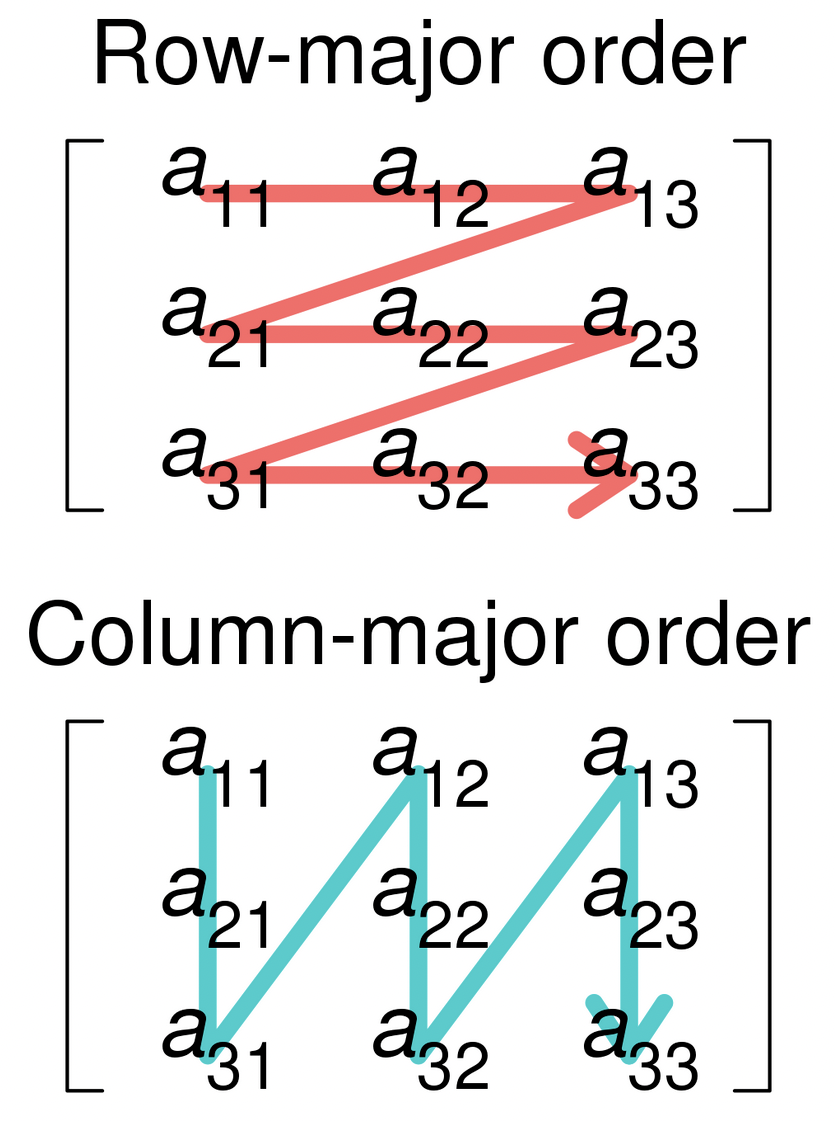 Row-major order
a11 a12 a13
a21 a22 a23
a31 a32 a33
Column-major order
a11 a12 a13
a21 a22 a23
a31 a32 a33